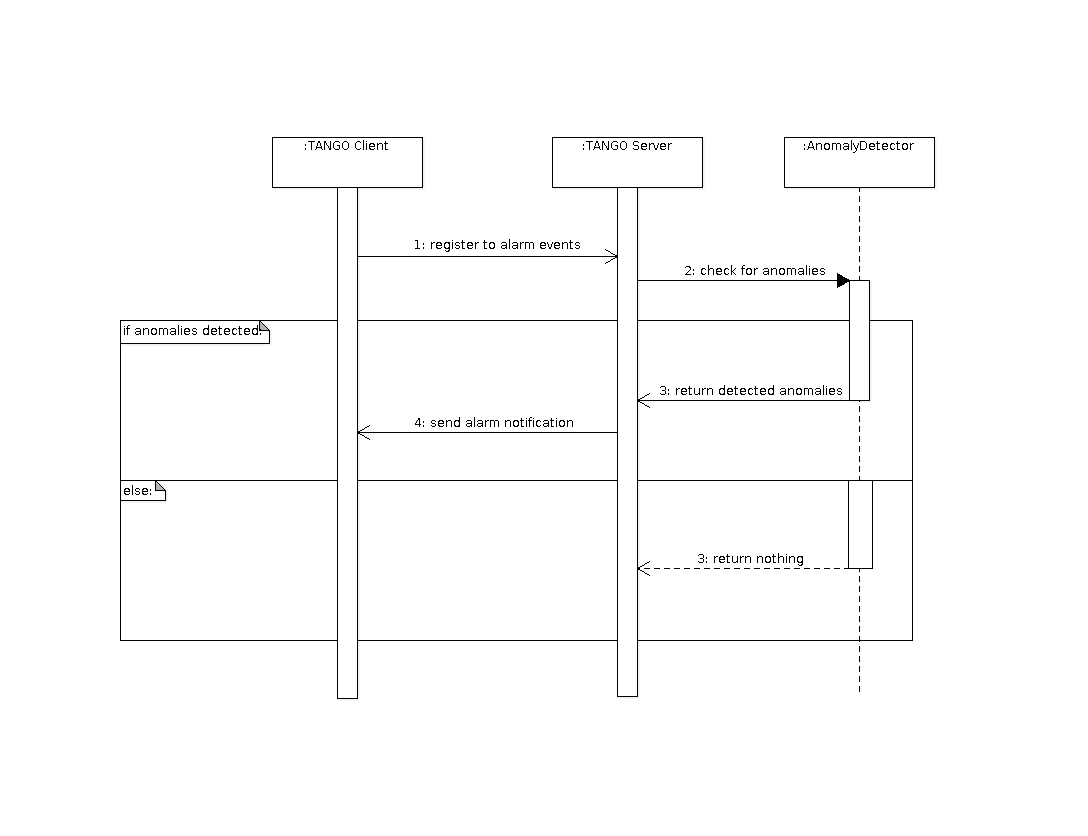 :TANGO Client
:TANGO Server
:AnomalyDetector
1: register to alarm events
2: check for anomalies
if anomalies detected:
3: return detected anomalies
4: send alarm notification
else:
3: return nothing